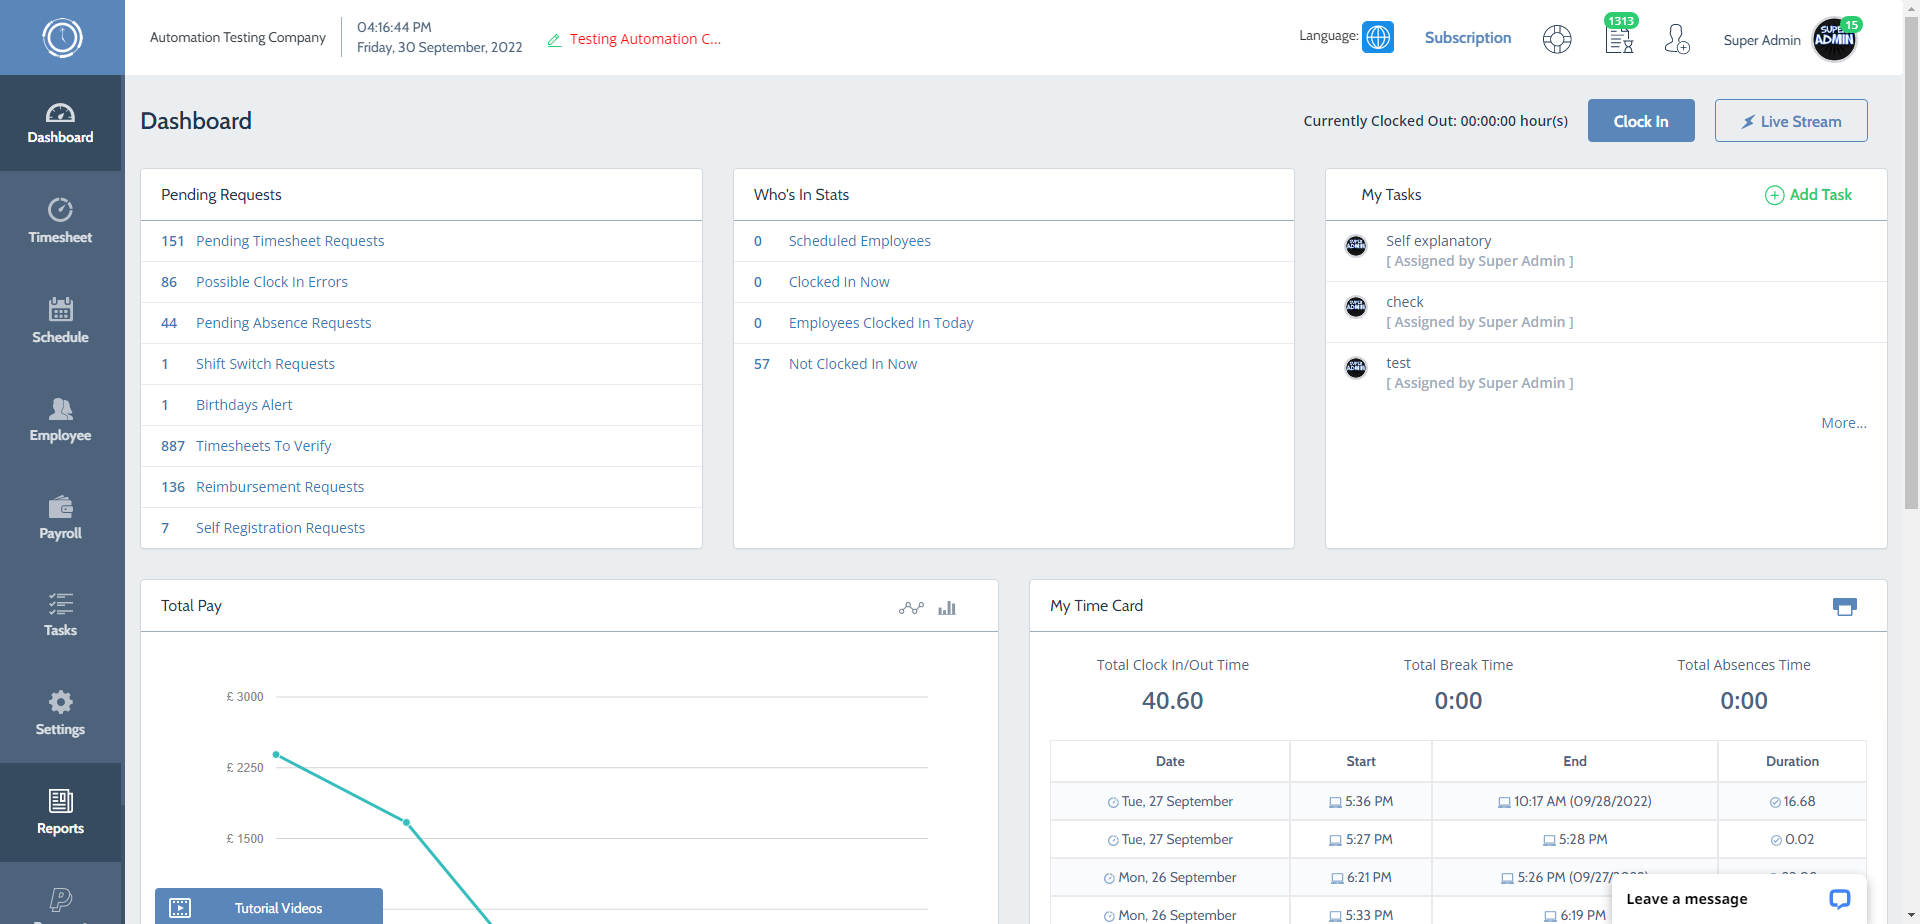 Automation Testing Company
04:16:44 PM
Friday, 30 September, 2022
Testing Automation C...
Language:
Subscription
1313
Super Admin
SUPER
ADMIN
15
Dashboard
Timesheet
Schedule
Employee
Payroll
Tasks
Settings
Reports
Dashboard
Currently Clocked Out: 00:00:00 hour(s)
Clock In
Live Stream
Pending Requests
151 Pending Timesheet Requests
86 Possible Clock In Errors
44 Pending Absence Requests
1 Shift Switch Requests
1 Birthdays Alert
887 Timesheets To Verify
136 Reimbursement Requests
7 Self Registration Requests
Who's In Stats
0 Scheduled Employees
0 Clocked In Now
0 Employees Clocked In Today
57 Not Clocked In Now
My Tasks
Add Task
Self explanatory
[ Assigned by Super Admin ]
check
[ Assigned by Super Admin ]
test
[ Assigned by Super Admin ]
More...
Total Pay
£ 3000
£ 2250
£ 1500
Tutorial Videos
My Time Card
Total Clock In/Out Time Total Break Time Total Absences Time
40.60 0:00 0:00
Date Start End Duration
Tue, 27 September 5:36 PM 10:17 AM (09/28/2022) 16.68
Tue, 27 September 5:27 PM 5:28 PM 0.02
Mon, 26 September 6:21 PM 5:26 PM (09/27/
Mon, 26 September 5:33 PM 6:19 PM
Leave a message